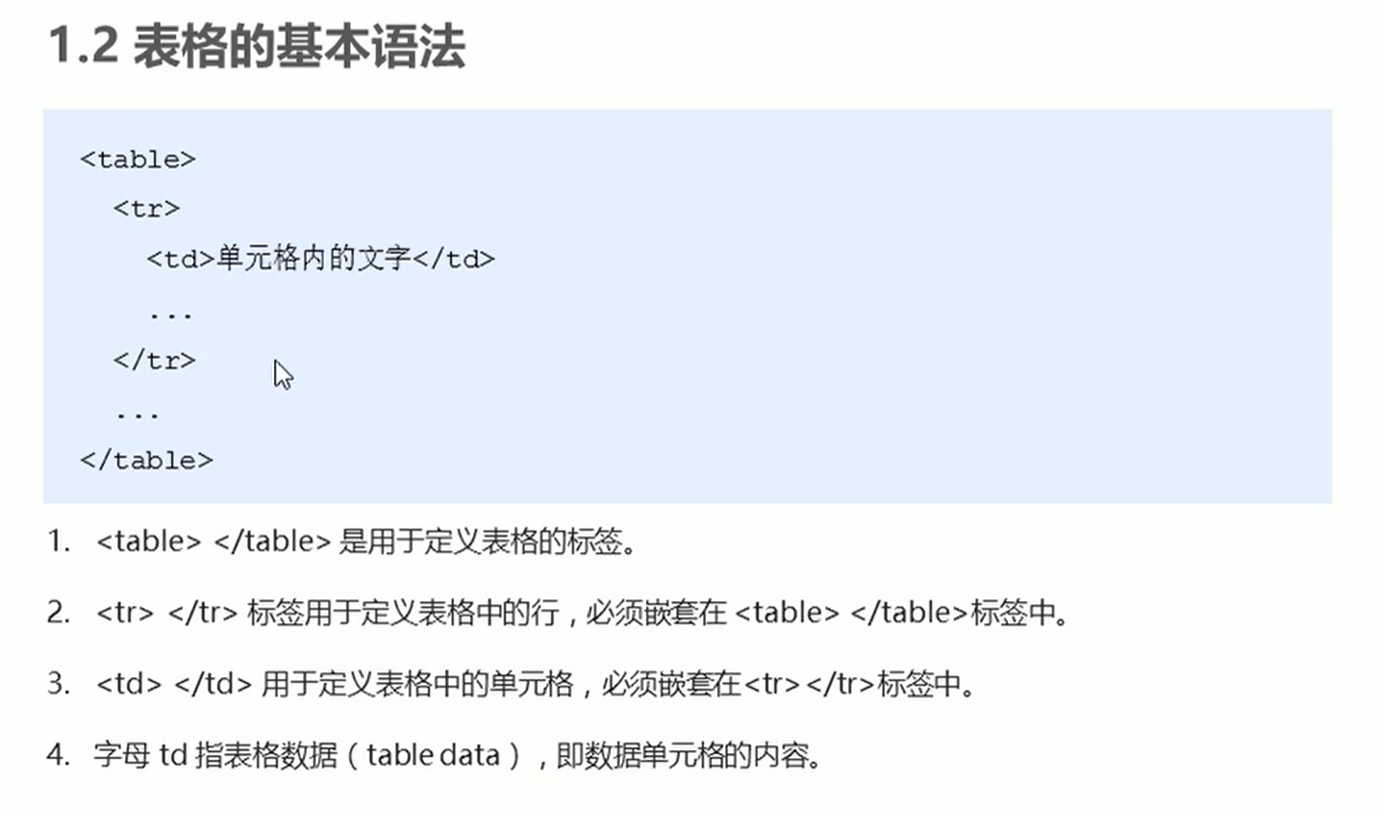 1.2 表格的基本语法
<table>
<tr>
<td>单元格内的文字</td>
...
</tr>
...
</table>
1. <table> </table> 是用于定义表格的标签。
2. <tr> </tr> 标签用于定义表格中的行，必须嵌套在 <table> </table>标签中。
3. <td> </td> 用于定义表格中的单元格，必须嵌套在<tr></tr>标签中。
4. 字母 td 指表格数据（table data），即数据单元格的内容。